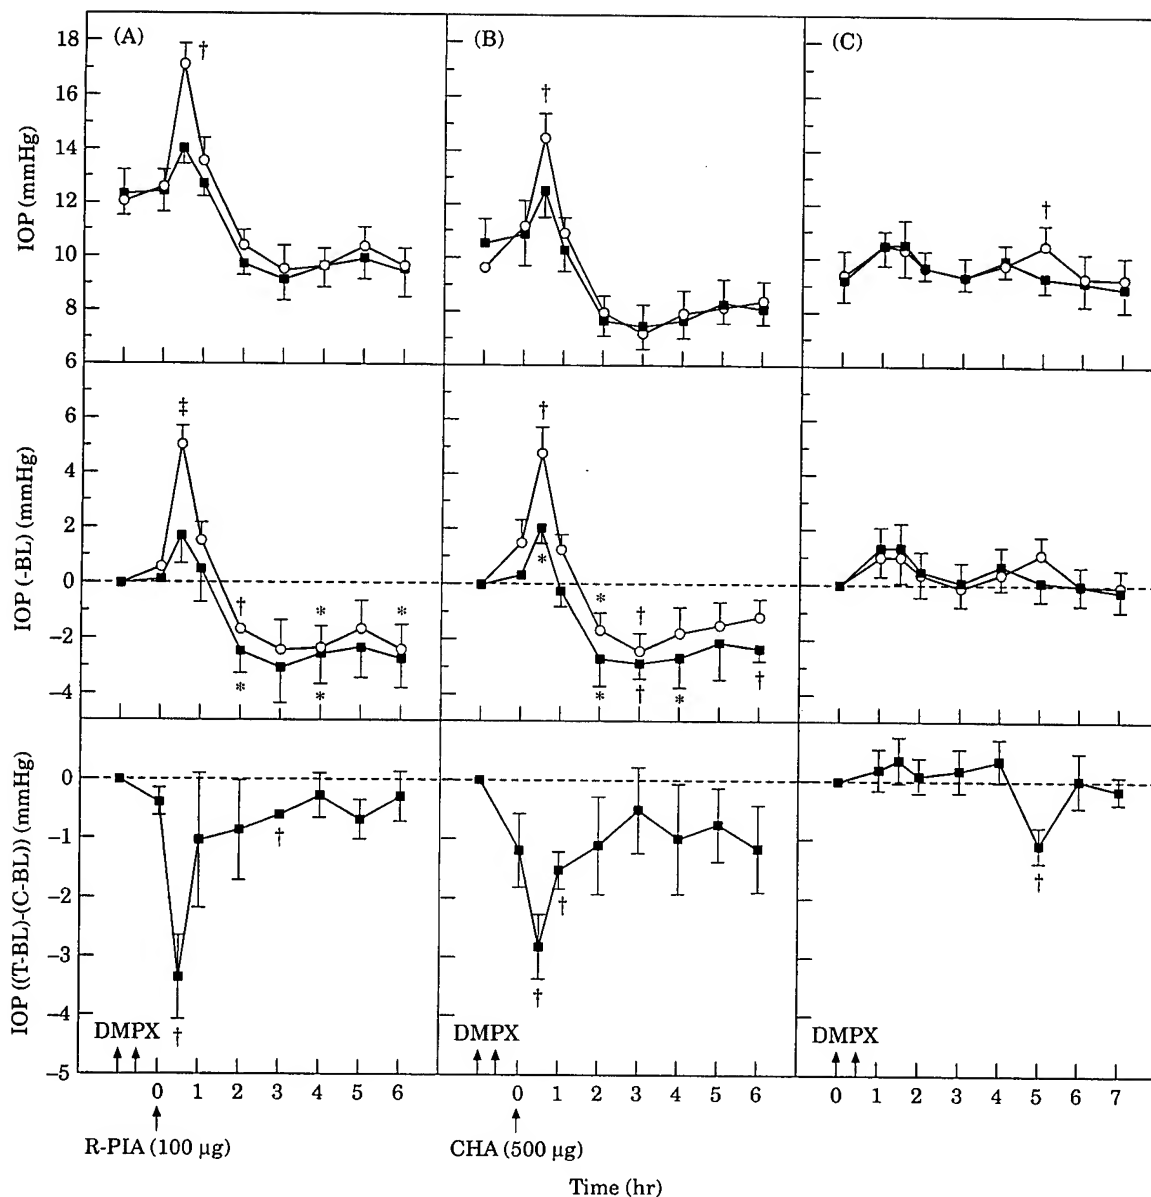 (A)
(B)
(C)
IOP (mmHg)
18
16
14
12
10
8
6
†
†
†
IOP (-BL) (mmHg)
6
4
2
0
-2
-4
‡
†
*
*
*
*
†
*
*
†
*
†
*
†
IOP ((T-BL)-(C-BL)) (mmHg)
0
-1
-2
-3
-4
-5
†
†
†
†
†
DMPX
DMPX
DMPX
0 1 2 3 4 5 6
0 1 2 3 4 5 6
0 1 2 3 4 5 6 7
R-PIA (100 µg)
CHA (500 µg)
Time (hr)